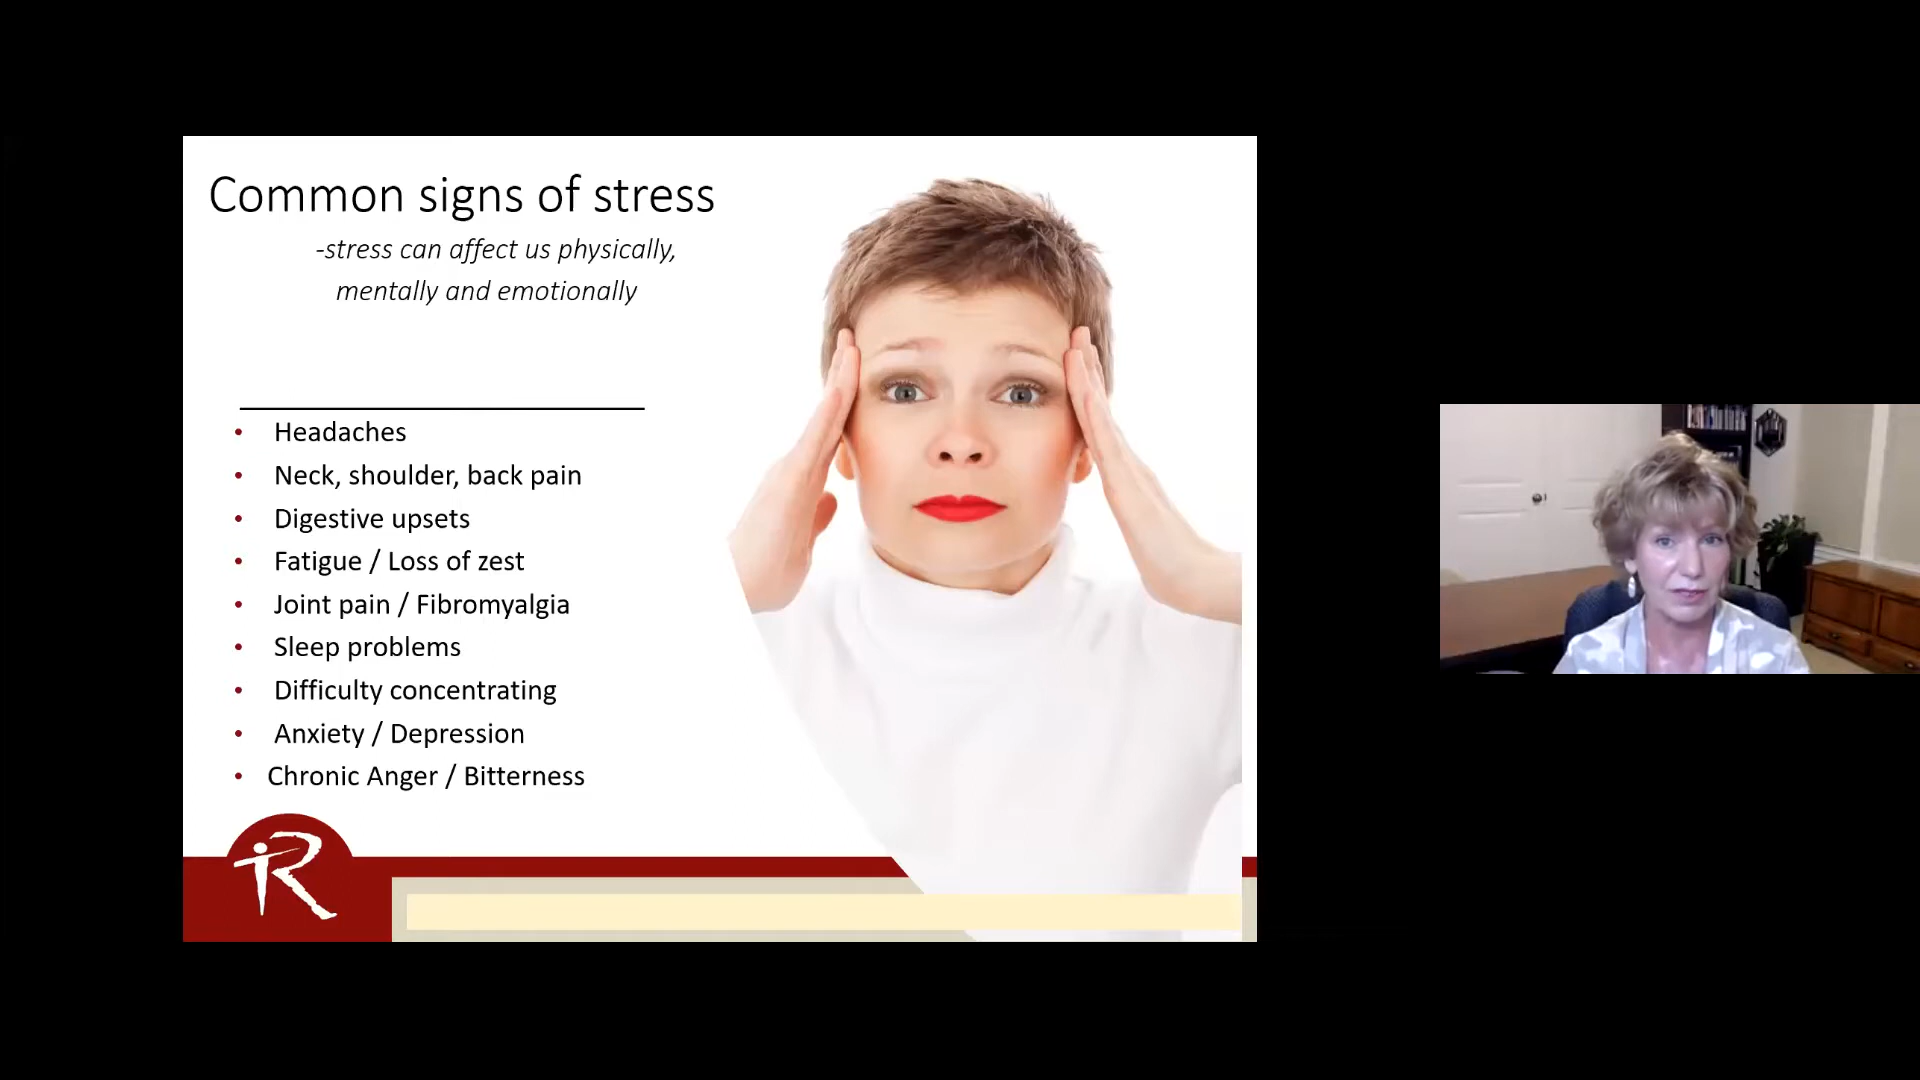 Common signs of stress
-stress can affect us physically,
mentally and emotionally
• Headaches
• Neck, shoulder, back pain
• Digestive upsets
• Fatigue / Loss of zest
• Joint pain / Fibromyalgia
• Sleep problems
• Difficulty concentrating
• Anxiety / Depression
• Chronic Anger / Bitterness
R